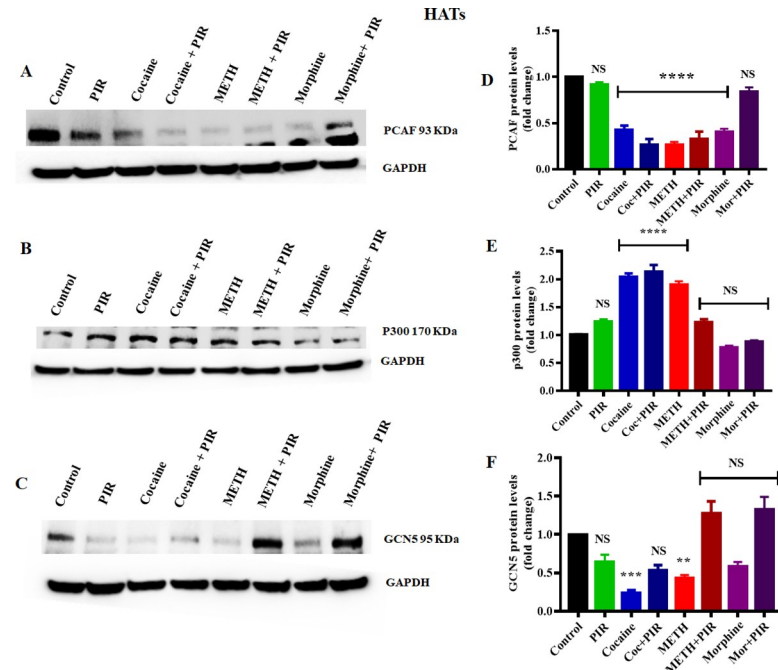 HATs
A
Control
PIR
Cocaine
Cocaine + PIR
METH
METH + PIR
Morphine
Morphine+ PIR
PCAF 93 KDa
GAPDH
B
Control
PIR
Cocaine
Cocaine + PIR
METH
METH + PIR
Morphine
Morphine+ PIR
P300 170 KDa
GAPDH
C
Control
PIR
Cocaine
Cocaine + PIR
METH
METH + PIR
Morphine
Morphine+ PIR
GCN5 95 KDa
GAPDH
D
PCAF protein levels
(fold change)
1.5
1.0
0.5
0.0
NS
****
NS
Control
PIR
Cocaine
Coc+PIR
METH
METH+PIR
Morphine
Mor+PIR
E
p300 protein levels
(fold change)
2.5
2.0
1.5
1.0
0.5
0.0
NS
****
NS
Control
PIR
Cocaine
Coc+PIR
METH
METH+PIR
Morphine
Mor+PIR
F
GCN5 protein levels
(fold change)
2.0
1.5
1.0
0.5
0.0
NS
***
NS
**
NS
Control
PIR
Cocaine
Coc+PIR
METH
METH+PIR
Morphine
Mor+PIR